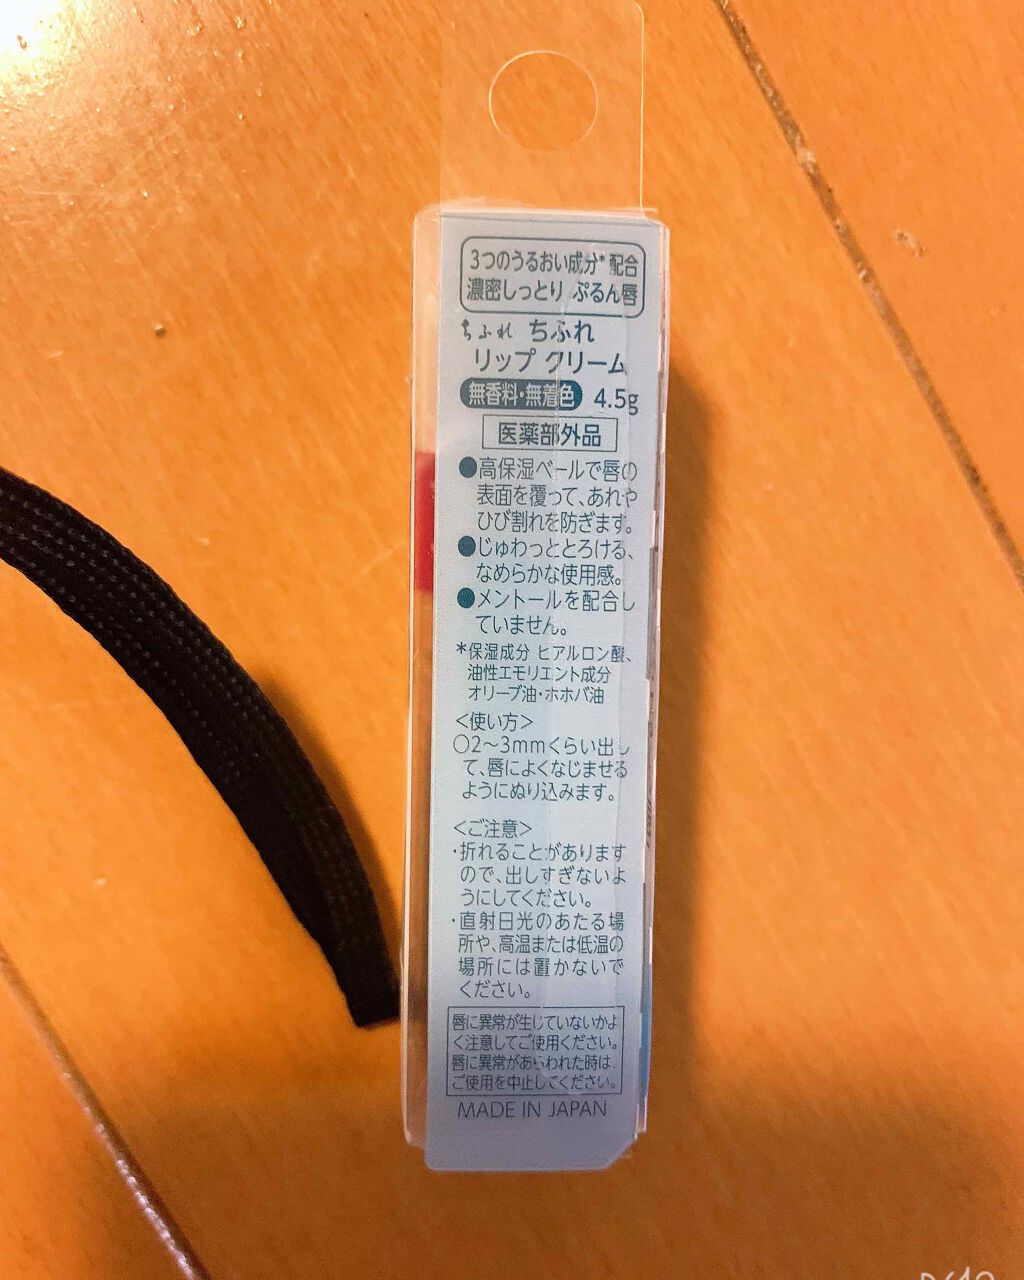 3つのうるおい成分*配合
濃密しっとり ぷるん唇
ちふれ ちふれ
リップ クリーム
無香料・無着色 4.5g
医薬部外品
●高保湿ベールで唇の
表面を覆って、あれや
ひび割れを防ぎます。
●じゅわっととろける、
なめらかな使用感。
●メントールを配合し
ていません。
*保湿成分 ヒアルロン酸、
油性エモリエント成分
オリーブ油・ホホバ油
<使い方>
○2〜3mmくらい出し
て、唇によくなじませる
ようにぬり込みます。
<ご注意>
・折れることがあります
ので、出しすぎないよ
うにしてください。
・直射日光のあたる場
所や、高温または低温の
場所には置かないで
ください。
唇に異常が生じていないかよ
く注意してご使用ください。
唇に異常があらわれた時は、
ご使用を中止してください。
MADE IN JAPAN